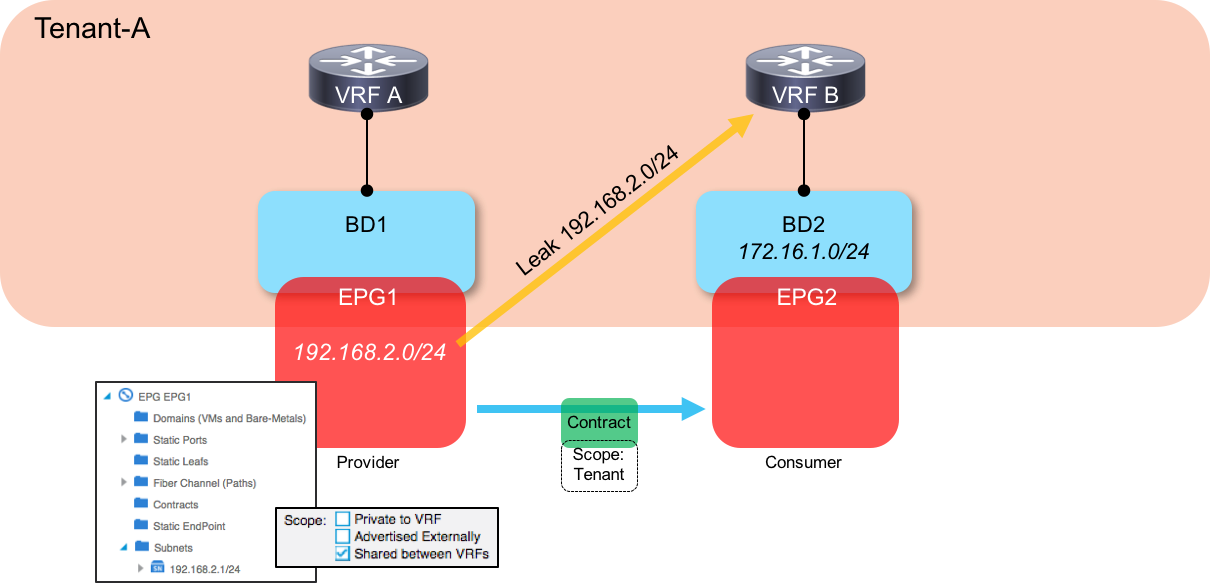 Tenant-A
VRF A
VRF B
BD1
BD2
172.16.1.0/24
Leak 192.168.2.0/24
EPG1
EPG2
192.168.2.0/24
Contract
Scope:
Tenant
Provider
Consumer
EPG EPG1
Domains (VMs and Bare-Metals)
Static Ports
Static Leafs
Fiber Channel (Paths)
Contracts
Static EndPoint
Subnets
SN
192.168.2.1/24
Scope:
Private to VRF
Advertised Externally
Shared between VRFs